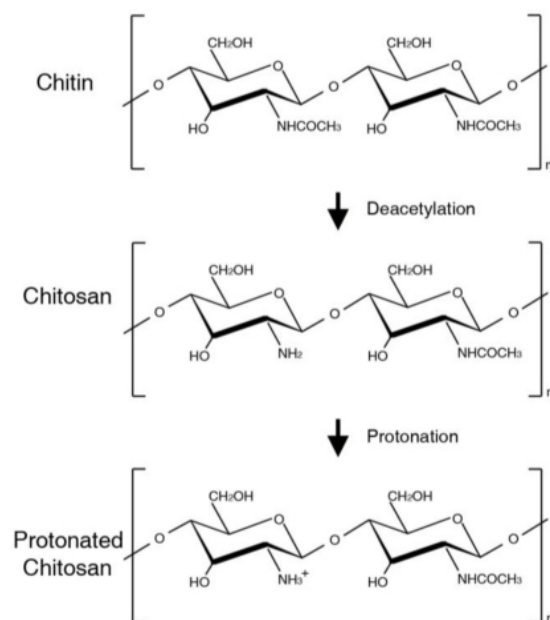 CH₂OH CH₂OH
Chitin
O O O O O
HO NHCOCH₃ HO NHCOCH₃
n
Deacetylation
CH₂OH CH₂OH
Chitosan
O O O O O
HO NH₂ HO NHCOCH₃
n
Protonation
CH₂OH CH₂OH
Protonated
Chitosan
O O O O O
HO NH₃⁺ HO NHCOCH₃
n